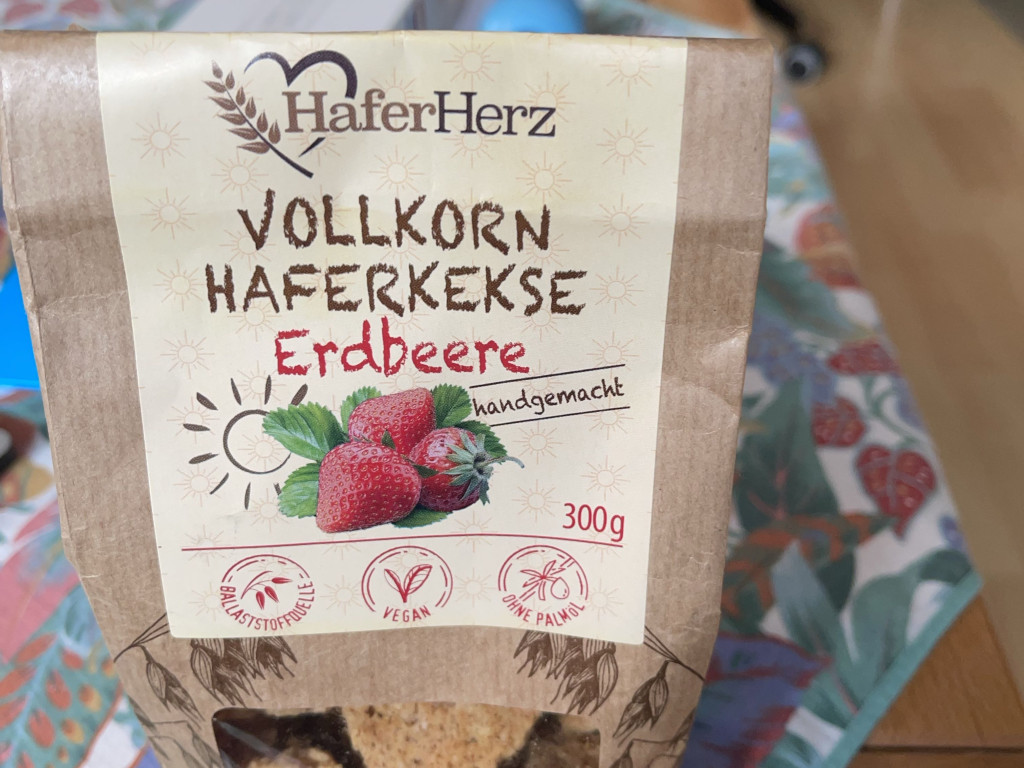 HaferHerz
VOLLKORN
HAFERKEKSE
Erdbeere
handgemacht
300g
BALLASTSTOFFQUELLE
VEGAN
OHNE PALMÖL